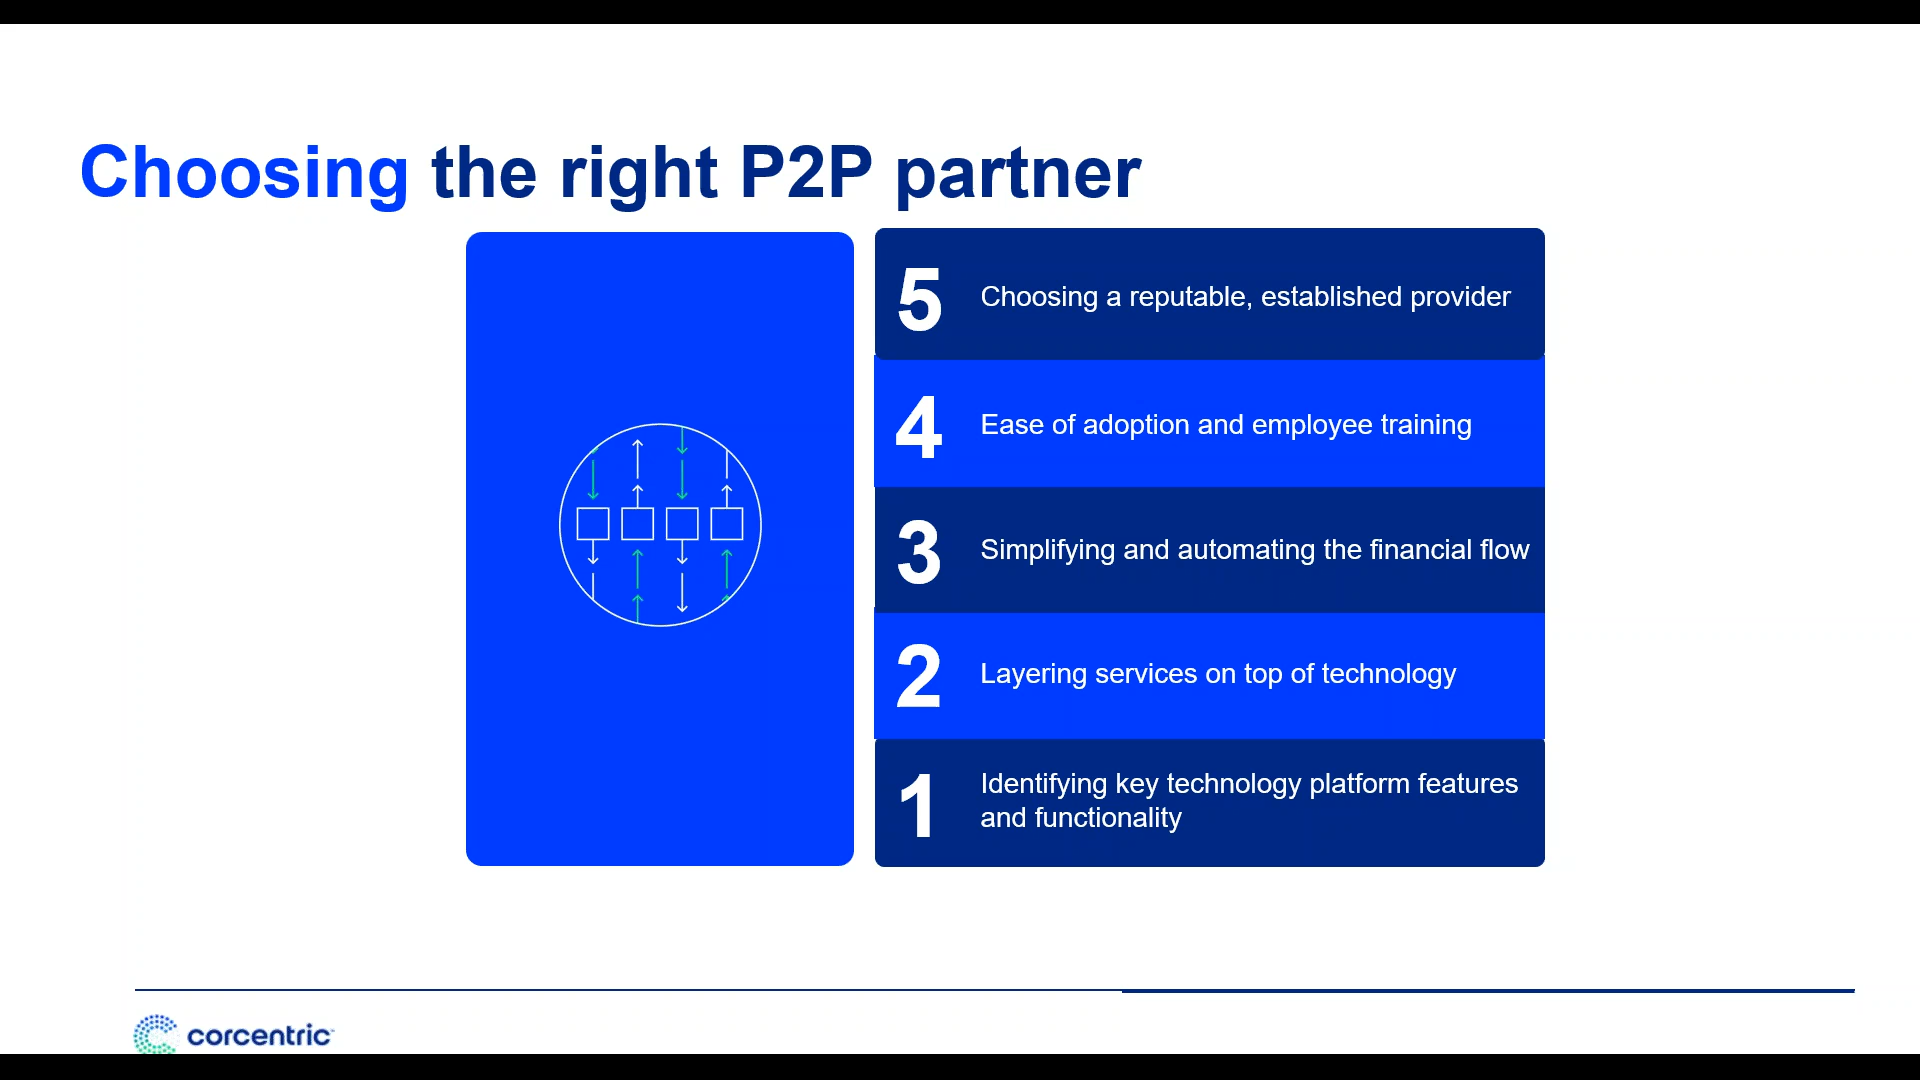 Choosing the right P2P partner
5 Choosing a reputable, established provider
4 Ease of adoption and employee training
3 Simplifying and automating the financial flow
2 Layering services on top of technology
1 Identifying key technology platform features
and functionality
corcentric